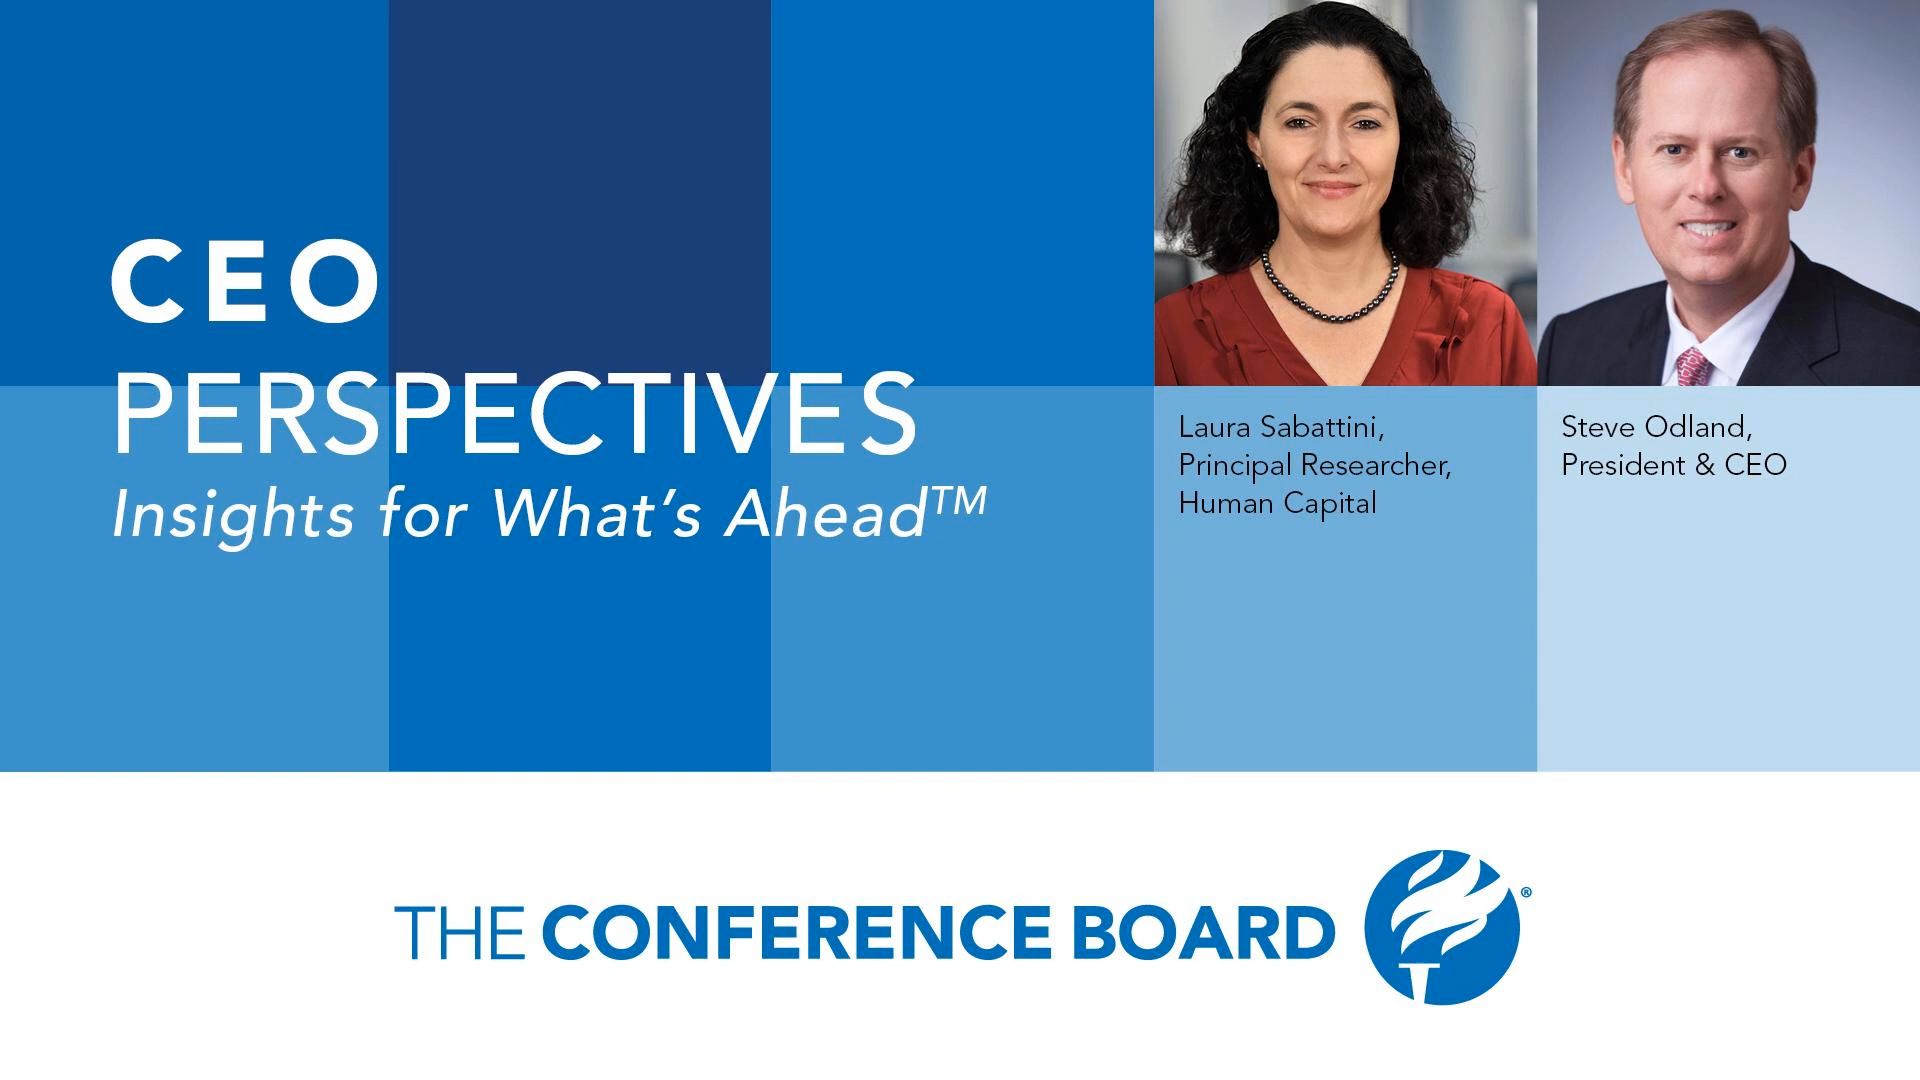 CEO
PERSPECTIVES
Insights for What's Ahead™
Laura Sabattini,
Principal Researcher,
Human Capital
Steve Odland,
President & CEO
THE CONFERENCE BOARD ®